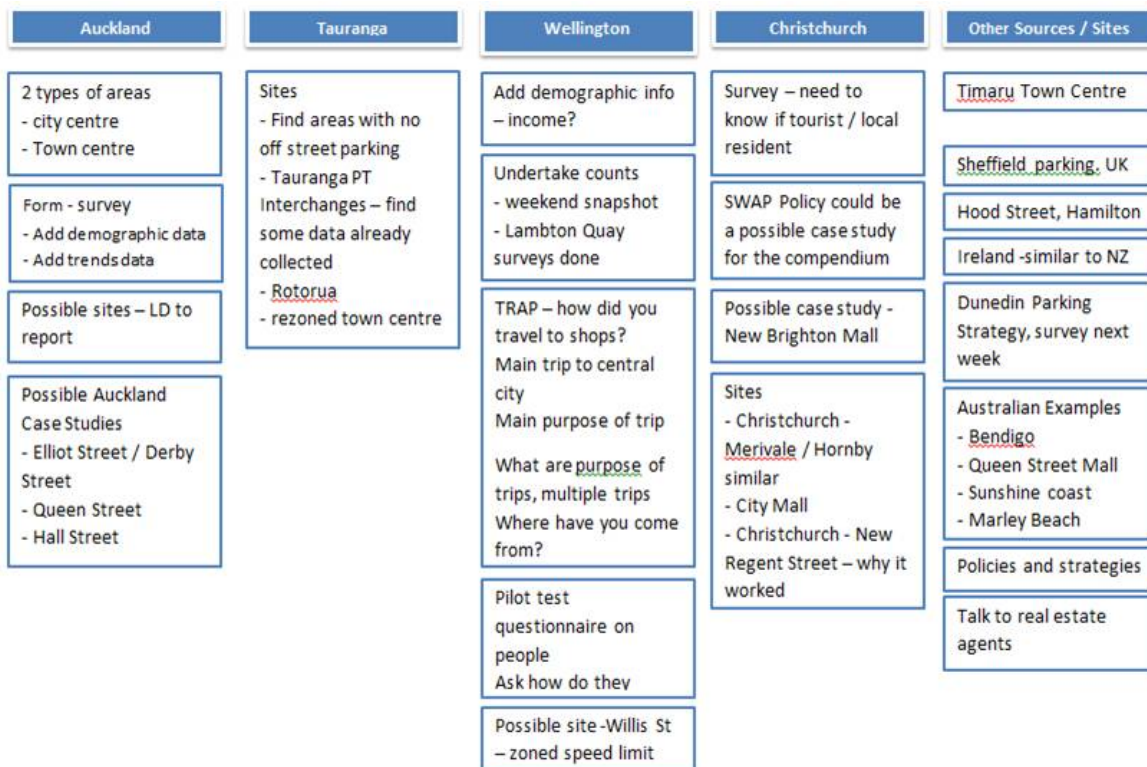 Auckland
2 types of areas
- city centre
- Town centre
Form - survey
- Add demographic data
- Add trends data
Possible sites – LD to
report
Possible Auckland
Case Studies
- Elliot Street / Derby
Street
- Queen Street
- Hall Street
Tauranga
Sites
- Find areas with no
off street parking
- Tauranga PT
Interchanges – find
some data already
collected
- Rotorua
- rezoned town centre
Wellington
Add demographic info
– income?
Undertake counts
- weekend snapshot
- Lambton Quay
surveys done
TRAP – how did you
travel to shops?
Main trip to central
city
Main purpose of trip
What are purpose of
trips, multiple trips
Where have you come
from?
Pilot test
questionnaire on
people
Ask how do they
Possible site -Willis St
– zoned speed limit
Christchurch
Survey – need to
know if tourist / local
resident
SWAP Policy could be
a possible case study
for the compendium
Possible case study -
New Brighton Mall
Sites
- Christchurch -
Merivale / Hornby
similar
- City Mall
- Christchurch - New
Regent Street – why it
worked
Other Sources / Sites
Timaru Town Centre
Sheffield parking. UK
Hood Street, Hamilton
Ireland -similar to NZ
Dunedin Parking
Strategy, survey next
week
Australian Examples
- Bendigo
- Queen Street Mall
- Sunshine coast
- Marley Beach
Policies and strategies
Talk to real estate
agents